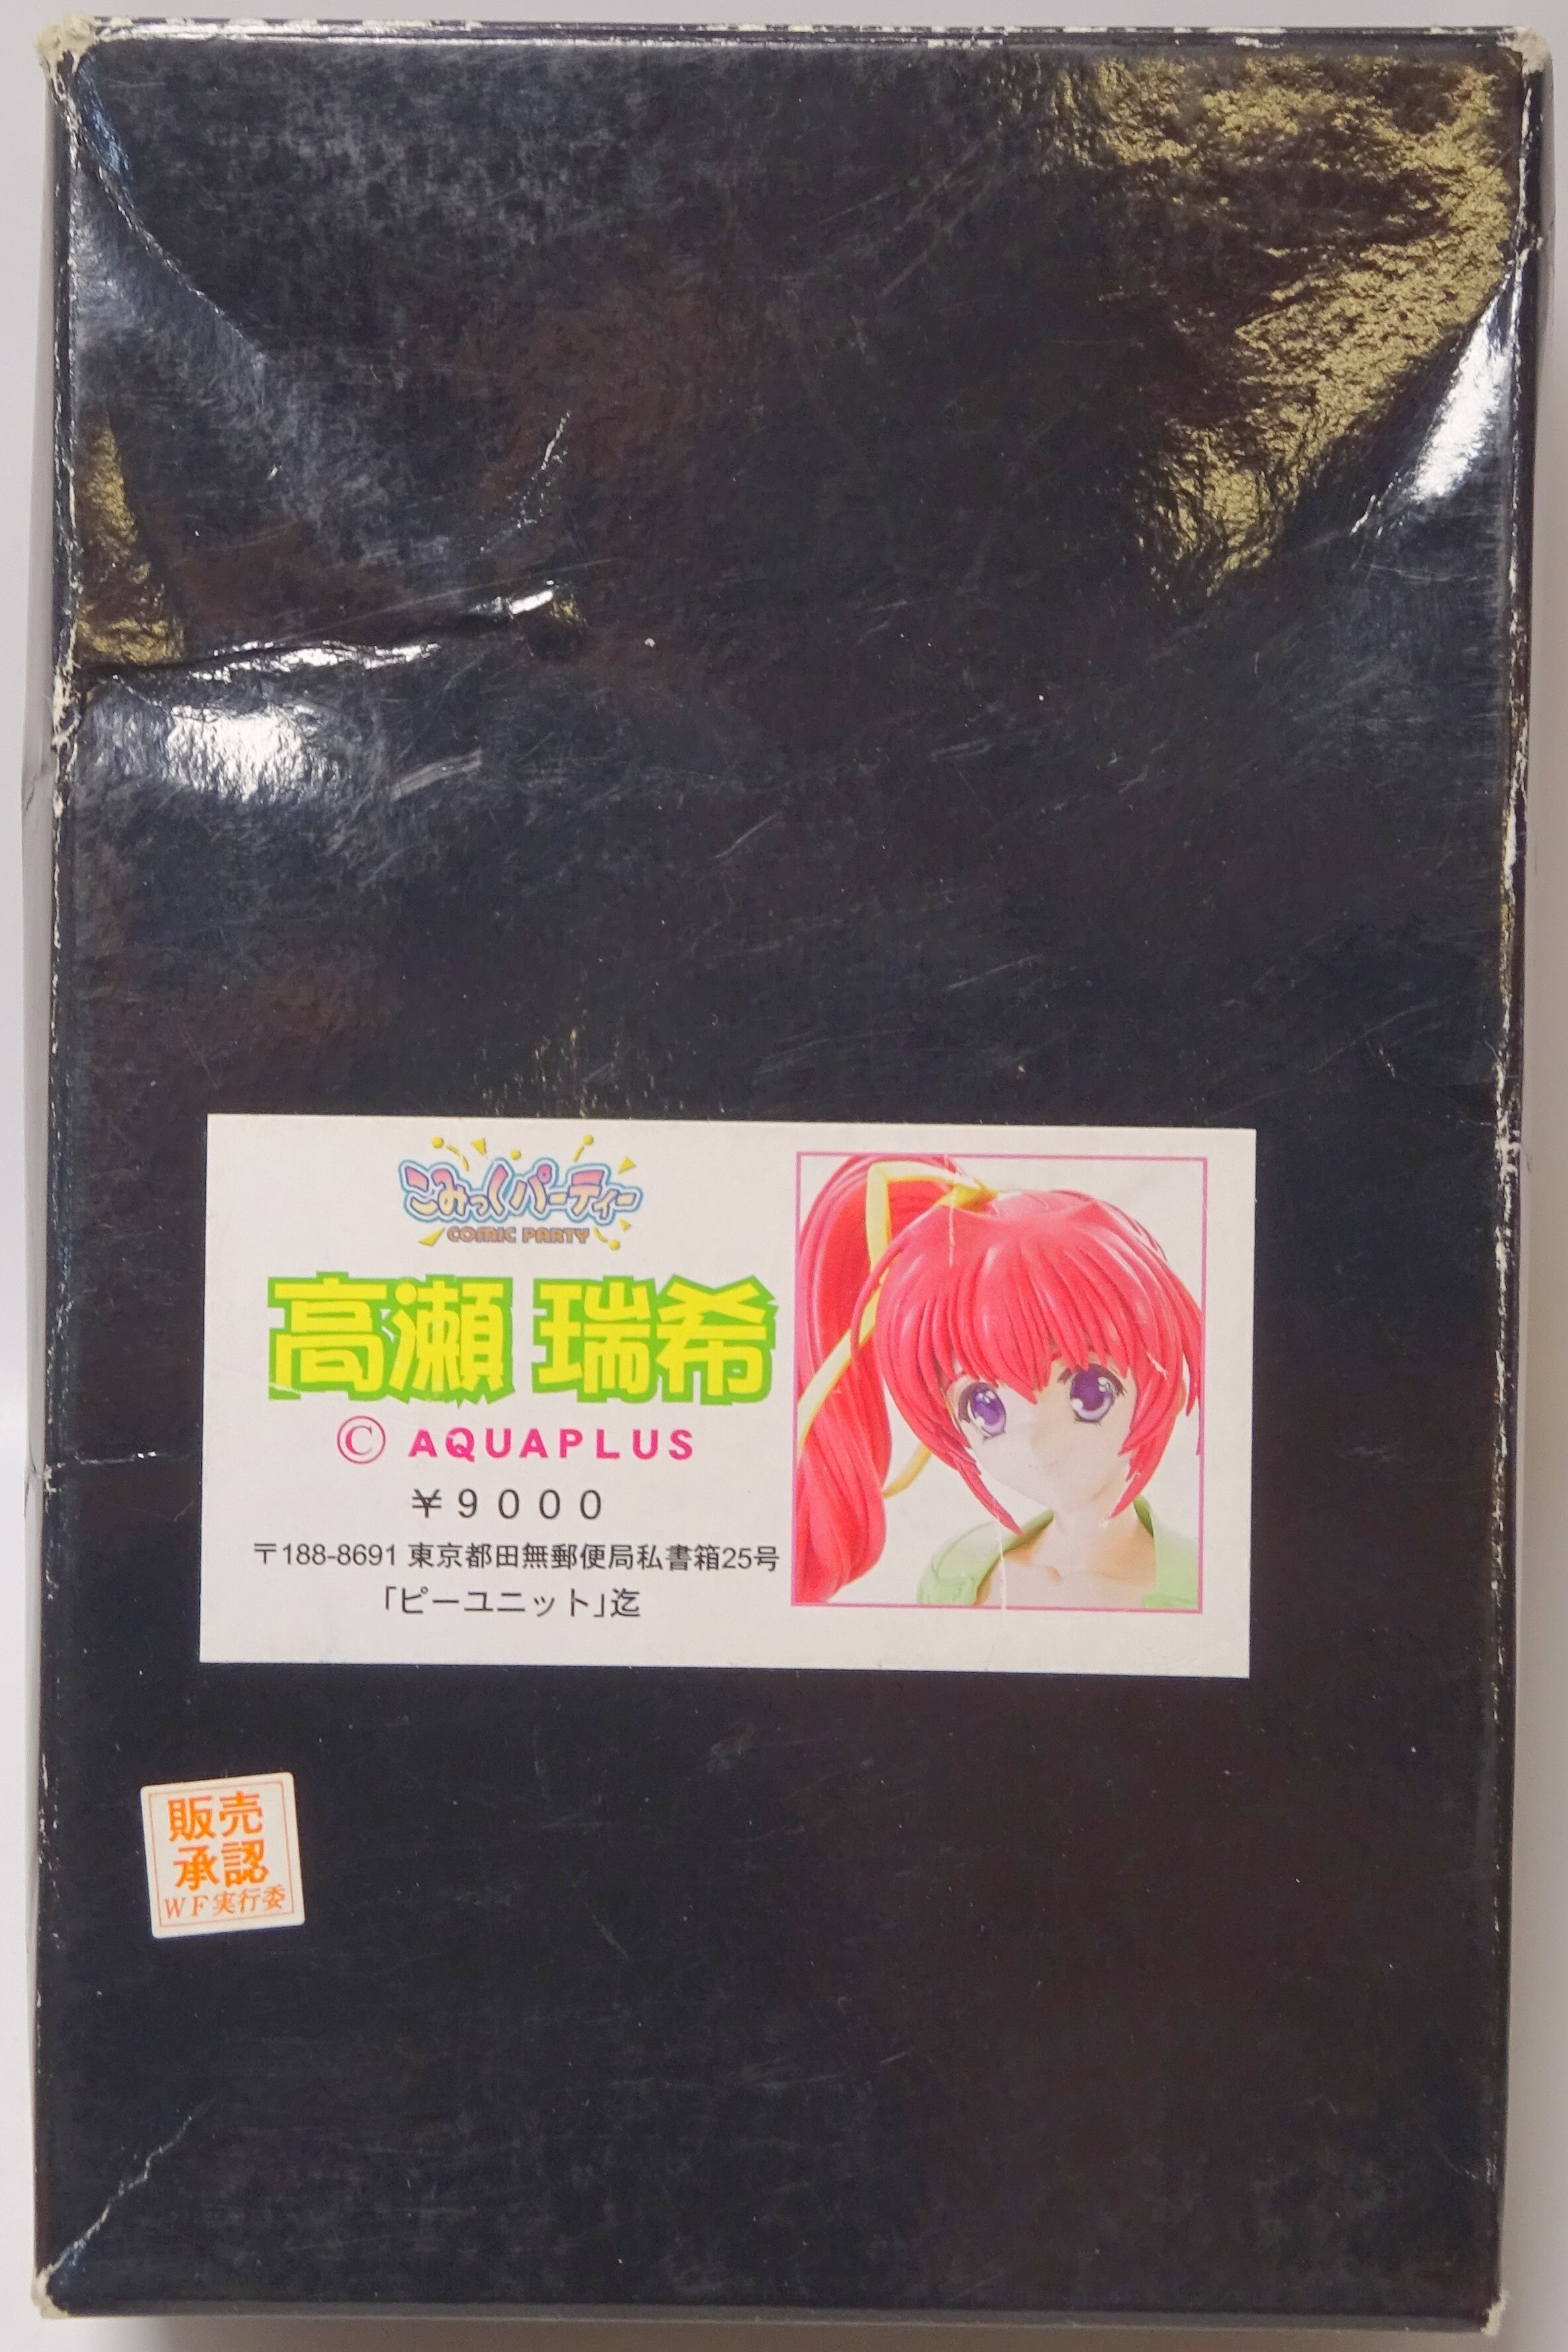 こみっくパーティー
COMIC PARTY
高瀬 瑞希
© AQUAPLUS
￥9000
〒188-8691 東京都田無郵便局私書箱25号
「ピーユニット」迄
販売
承認
WF実行委